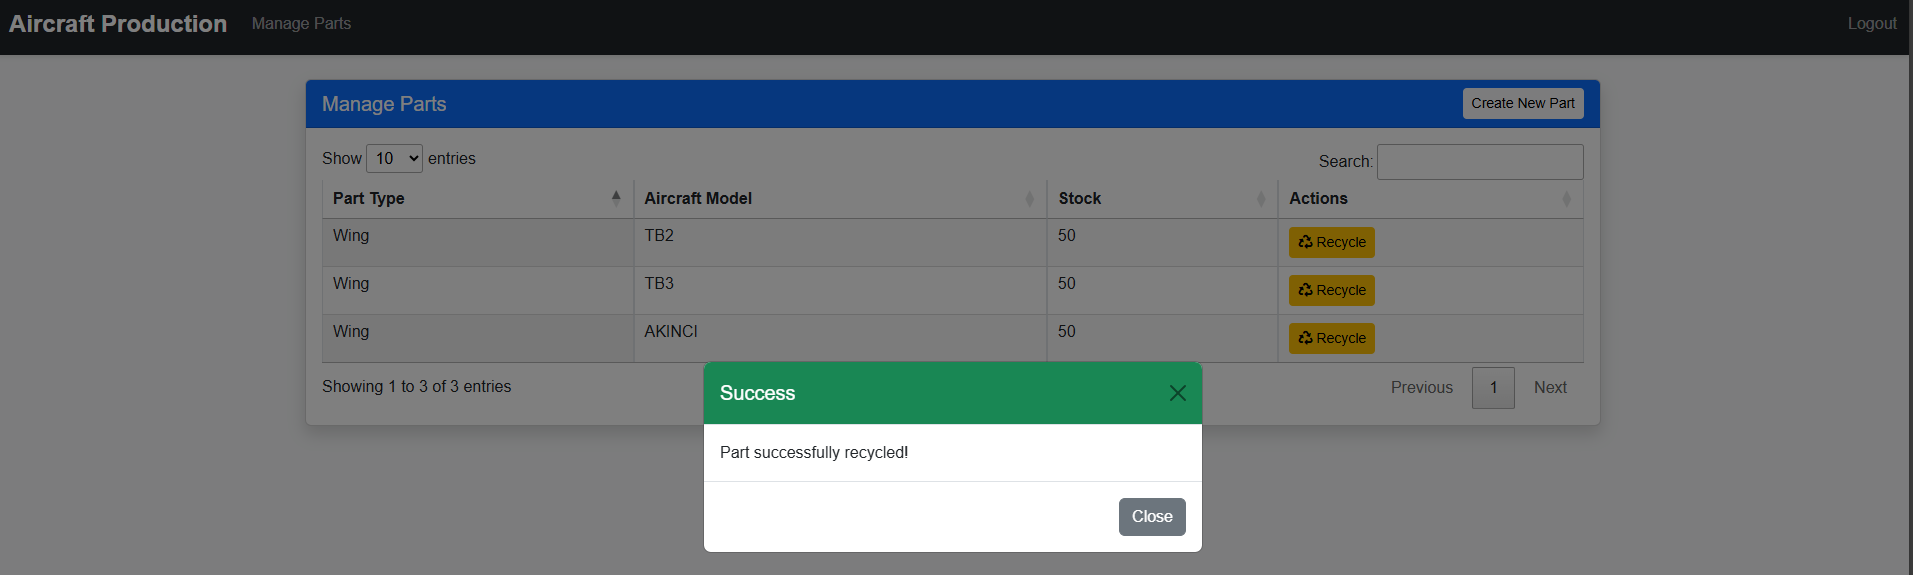 Aircraft Production Manage Parts Logout
Manage Parts Create New Part
Show 10 entries Search:
Part Type Aircraft Model Stock Actions
Wing TB2 50 Recycle
Wing TB3 50 Recycle
Wing AKINCI 50 Recycle
Showing 1 to 3 of 3 entries Previous 1 Next
Success
Part successfully recycled!
Close